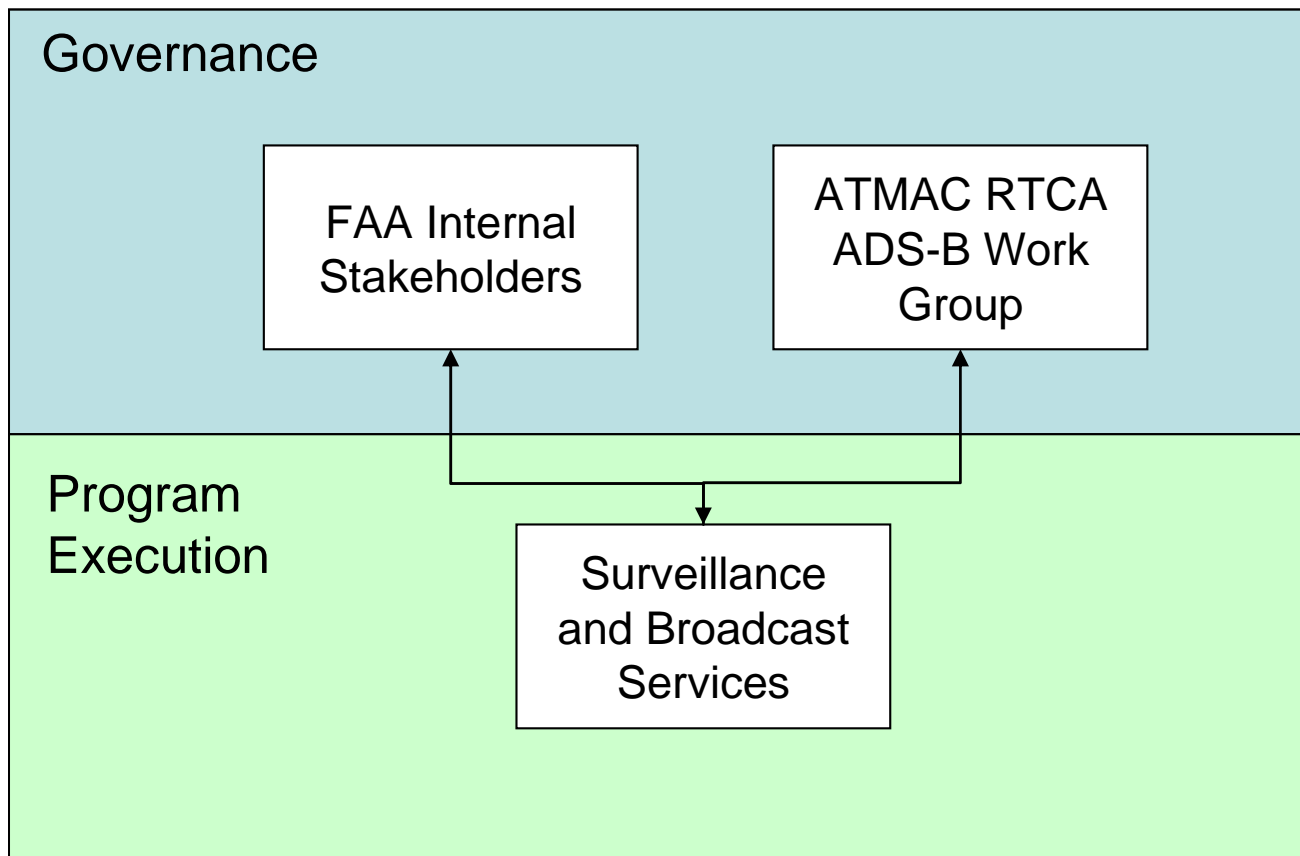 Governance
FAA Internal
Stakeholders
ATMAC RTCA
ADS-B Work
Group
Program
Execution
Surveillance
and Broadcast
Services